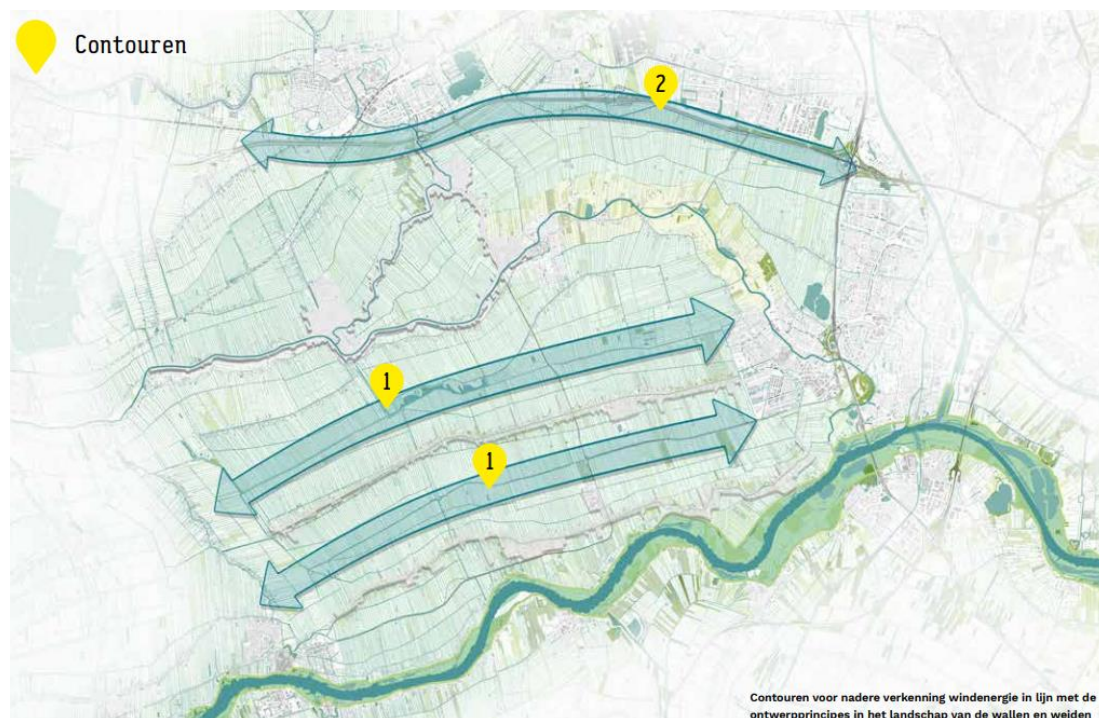 Contouren
2
1
1
Contouren voor nadere verkenning windenergie in lijn met de
ontwerpprincipes in het landschap van de wallen en weiden